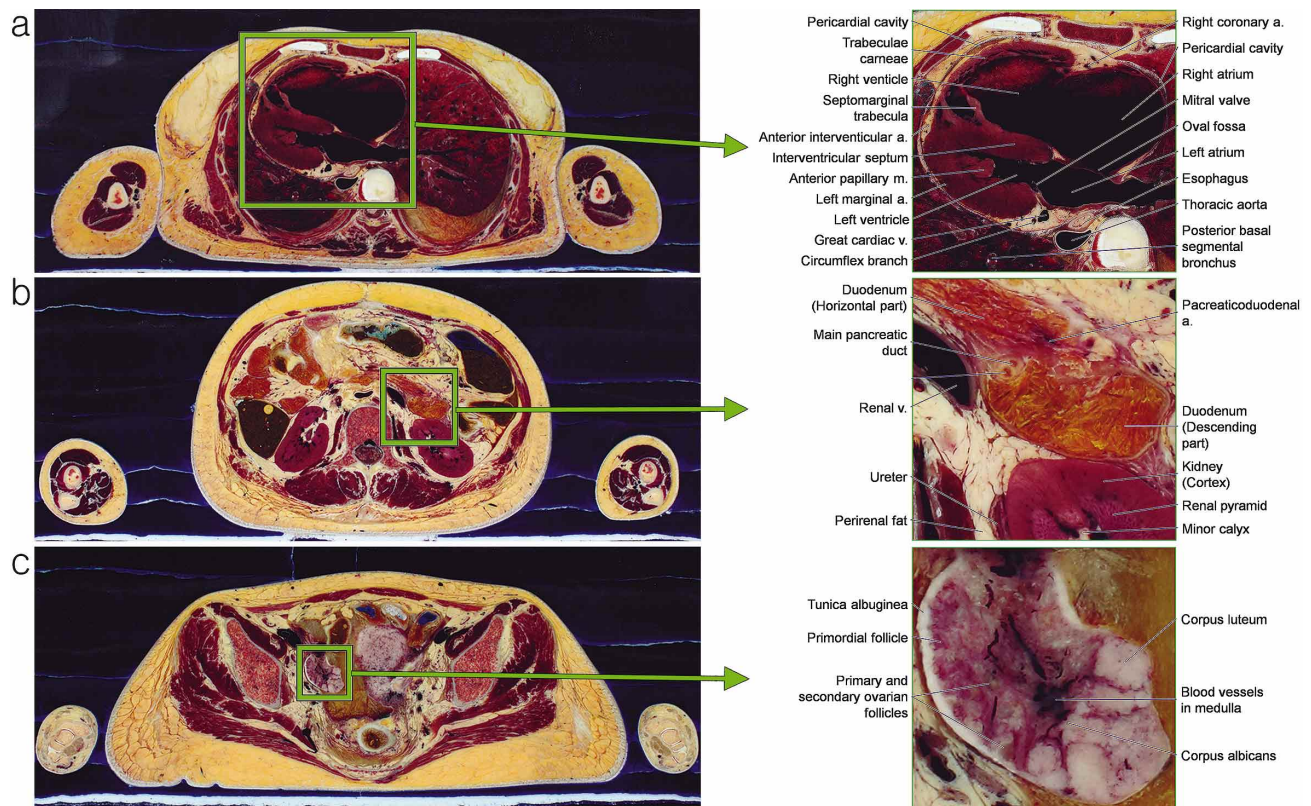 a
Pericardial cavity
Trabeculae
carneae
Right venticle
Septomarginal
trabecula
Anterior interventicular a.
Interventricular septum
Anterior papillary m.
Left marginal a.
Left ventricle
Great cardiac v.
Circumflex branch
Right coronary a.
Pericardial cavity
Right atrium
Mitral valve
Oval fossa
Left atrium
Esophagus
Thoracic aorta
Posterior basal
segmental
bronchus
b
Duodenum
(Horizontal part)
Main pancreatic
duct
Renal v.
Ureter
Perirenal fat
Pacreaticoduodenal
a.
Duodenum
(Descending
part)
Kidney
(Cortex)
Renal pyramid
Minor calyx
c
Tunica albuginea
Primordial follicle
Primary and
secondary ovarian
follicles
Corpus luteum
Blood vessels
in medulla
Corpus albicans